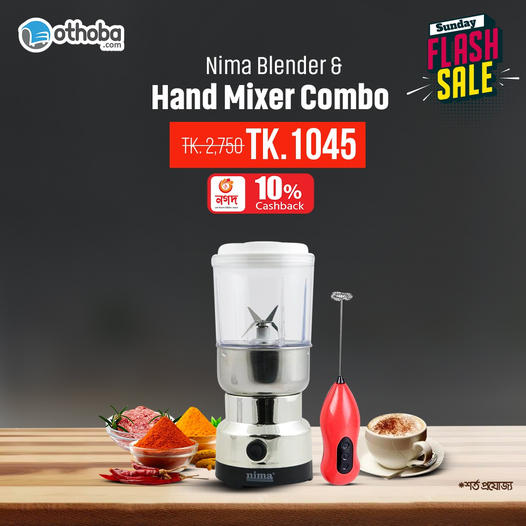 othoba
.com
Sunday
FLASH
SALE
Nima Blender &
Hand Mixer Combo
TK. 2,750 TK. 1045
নগদ
10%
Cashback
nima
*শর্ত প্রযোজ্য